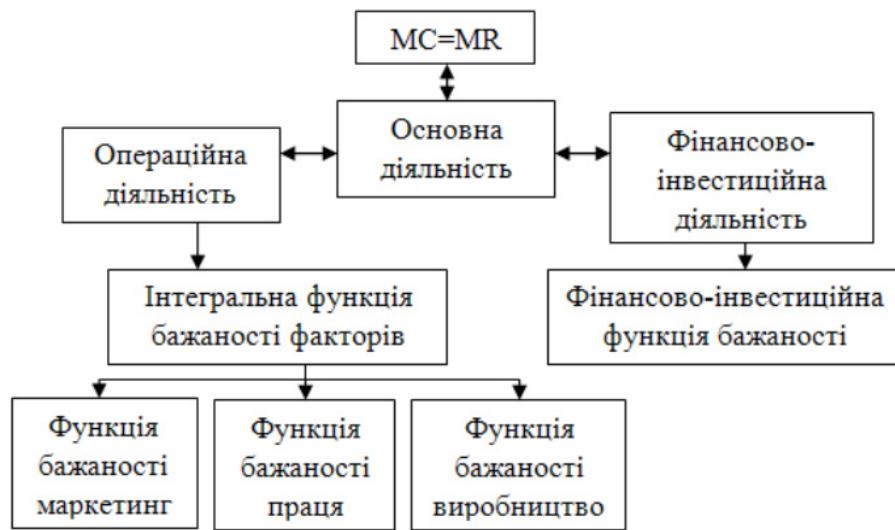 MC=MR
Основна
діяльність
Операційна
діяльність
Фінансово-
інвестиційна
діяльність
Інтегральна функція
бажаності факторів
Фінансово-інвестиційна
функція бажаності
Функція
бажаності
маркетинг
Функція
бажаності
праця
Функція
бажаності
виробництво